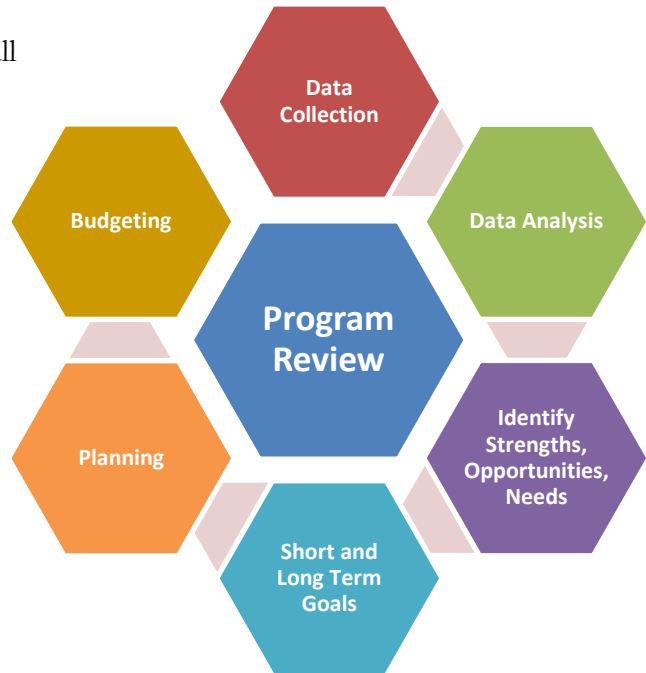 Data
Collection
Budgeting
Data Analysis
Program
Review
Identify
Strengths,
Opportunities,
Needs
Planning
Short and
Long Term
Goals